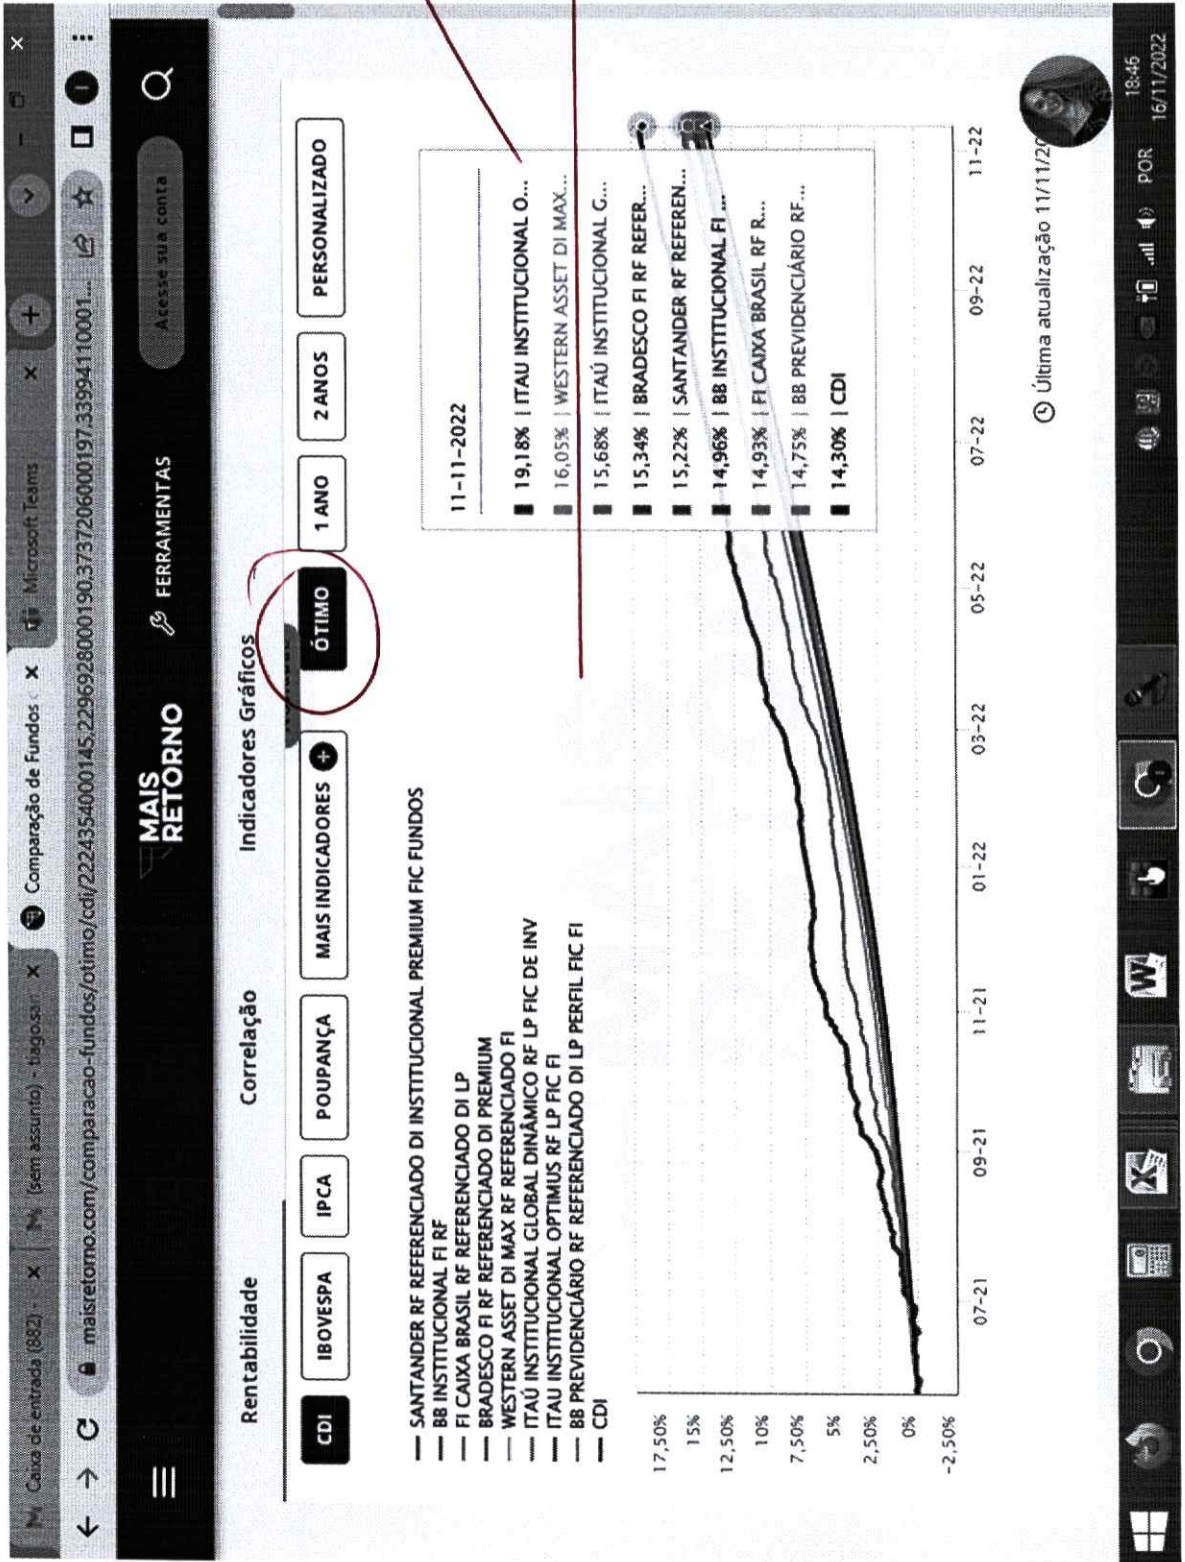 Caixa de entrada (882) -
(sem assunto) - tiago.sar
Comparação de Fundos
Microsoft Teams
maisretorno.com/comparacao-fundos/otimo/cdi/2224354000145.22969280000190.37372060000197.33994110001...
MAIS
RETORNO
FERRAMENTAS
Acesse sua conta
Rentabilidade
Correlação
Indicadores Gráficos
CDI
IBOVESPA
IPCA
POUPANÇA
MAIS INDICADORES
ÓTIMO
1 ANO
2 ANOS
PERSONALIZADO
SANTANDER RF REFERENCIADO DI INSTITUCIONAL PREMIUM FIC FUNDOS
BB INSTITUCIONAL FI RF
FI CAIXA BRASIL RF REFERENCIADO DI LP
BRADESCO FI RF REFERENCIADO DI PREMIUM
WESTERN ASSET DI MAX RF REFERENCIADO FI
ITAÚ INSTITUCIONAL GLOBAL DINÂMICO RF LP FIC DE INV
ITAU INSTITUCIONAL OPTIMUS RF LP FIC FI
BB PREVIDENCIÁRIO RF REFERENCIADO DI LP PERFIL FIC FI
CDI
11-11-2022
19,18% | ITAU INSTITUCIONAL O...
16,05% | WESTERN ASSET DI MAX...
15,68% | ITAÚ INSTITUCIONAL G...
15,34% | BRADESCO FI RF REFER...
15,22% | SANTANDER RF REFEREN...
14,96% | BB INSTITUCIONAL FI ...
14,93% | FI CAIXA BRASIL RF R...
14,75% | BB PREVIDENCIÁRIO RF...
14,30% | CDI
17,50%
15%
12,50%
10%
7,50%
5%
2,50%
0%
-2,50%
07-21
09-21
11-21
01-22
03-22
05-22
07-22
09-22
11-22
Última atualização 11/11/20
POR
18:46
16/11/2022